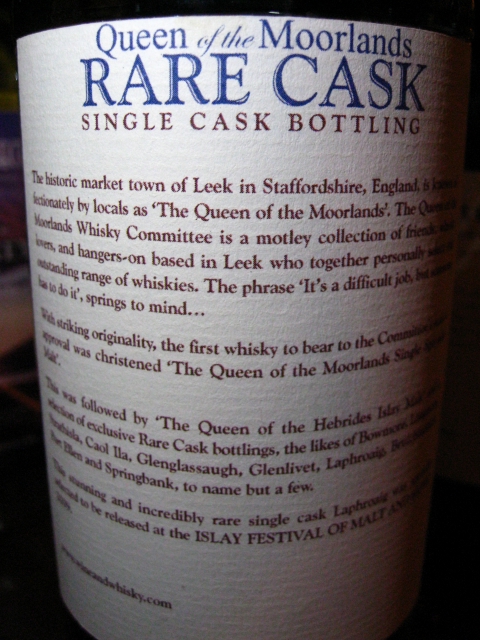 Queen of the Moorlands
RARE CASK
SINGLE CASK BOTTLING
The historic market town of Leek in Staffordshire, England, is
by locals as 'The Queen of the Moorlands'. The
Moorlands Whisky Committee is a motley collection of
lovers, and hangers-on based in Leek who together personally
outstanding range of whiskies. The phrase 'It's a difficult job, but
has to do it', springs to mind...
With striking originality, the first whisky to bear to the
approval was christened 'The Queen of the Moorlands Single
Malt'.
This was followed by 'The Queen of the Hebrides Islay Malt'
selection of exclusive Rare Cask bottlings, the likes of Bowmore,
Caol Ila, Glenglassaugh, Glenlivet, Laphroaig,
Ellen and Springbank, to name but a few.
This stunning and incredibly rare single cask Laphroaig was
selected to be released at the ISLAY FESTIVAL OF MALT
www.wineandwhisky.com